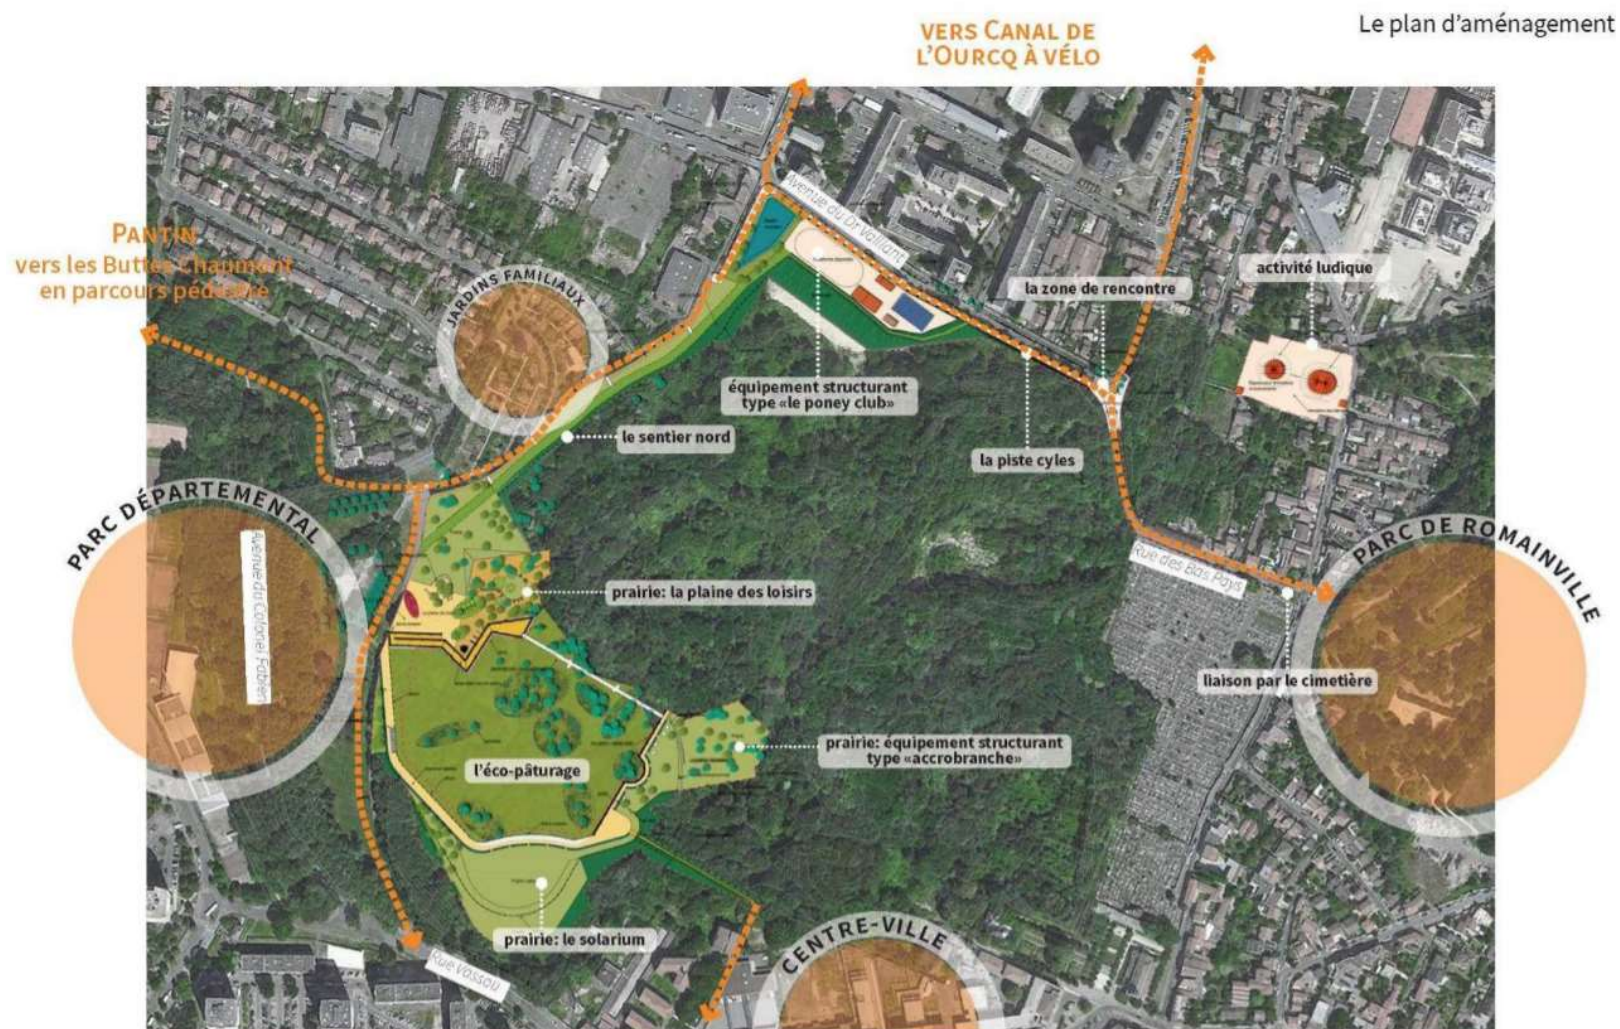 Le plan d'aménagement
VERS CANAL DE
L'OURCQ À VÉLO
PANTIN
vers les Buttes Chaumont
en parcours pédestre
JARDINS FAMILIAUX
Avenue du Dr Vaillant
la zone de rencontre
activité ludique
équipement structurant
type «le poney club»
le sentier nord
la piste cyles
PARC DÉPARTEMENTAL
Avenue du Colonel Fabien
PARC DE ROMAINVILLE
Rue des Bas Pays
prairie: la plaine des loisirs
liaison par le cimetière
prairie: équipement structurant
type «accrobranche»
l'éco-pâturage
prairie: le solarium
Rue Vassou
CENTRE-VILLE